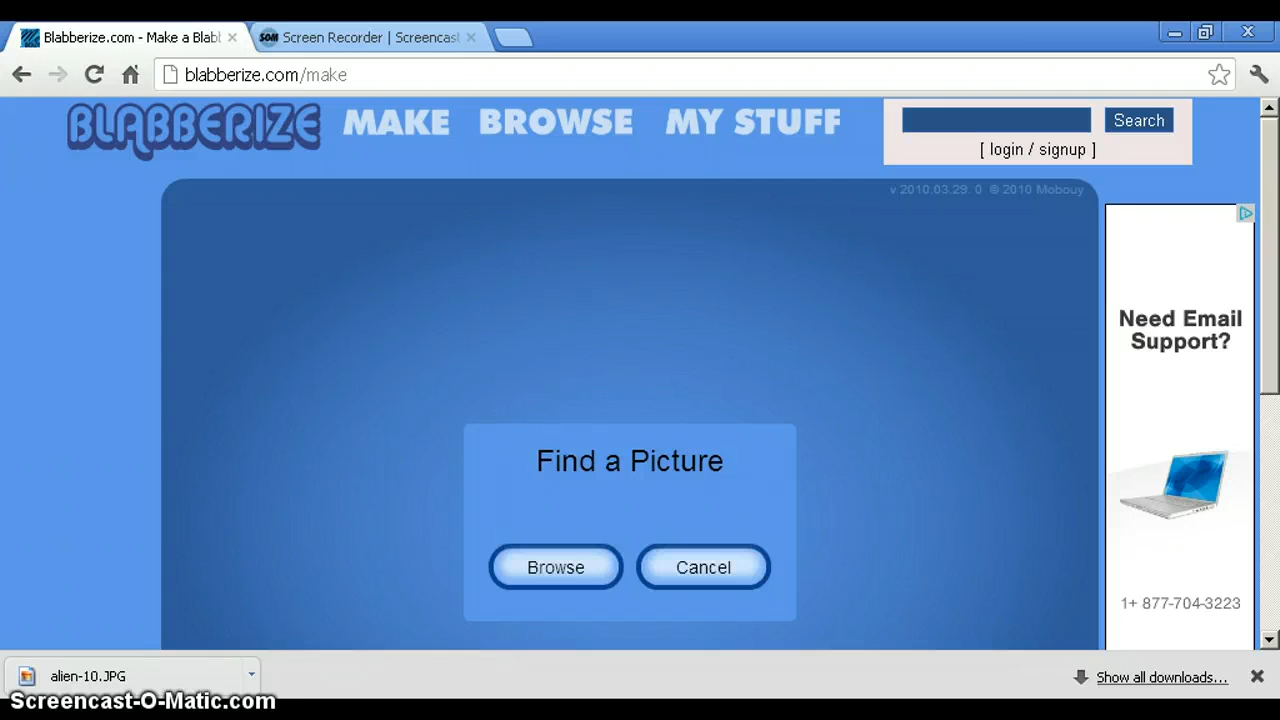 Blabberize.com - Make a Blabl
Screen Recorder | Screencast
blabberize.com/make
BLABBERIZE
MAKE
BROWSE
MY STUFF
Search
[ login / signup ]
v 2010.03.29. 0 © 2010 Mobouy
Need Email
Support?
Find a Picture
Browse
Cancel
1+ 877-704-3223
alien-10.JPG
Show all downloads...
Screencast-O-Matic.com